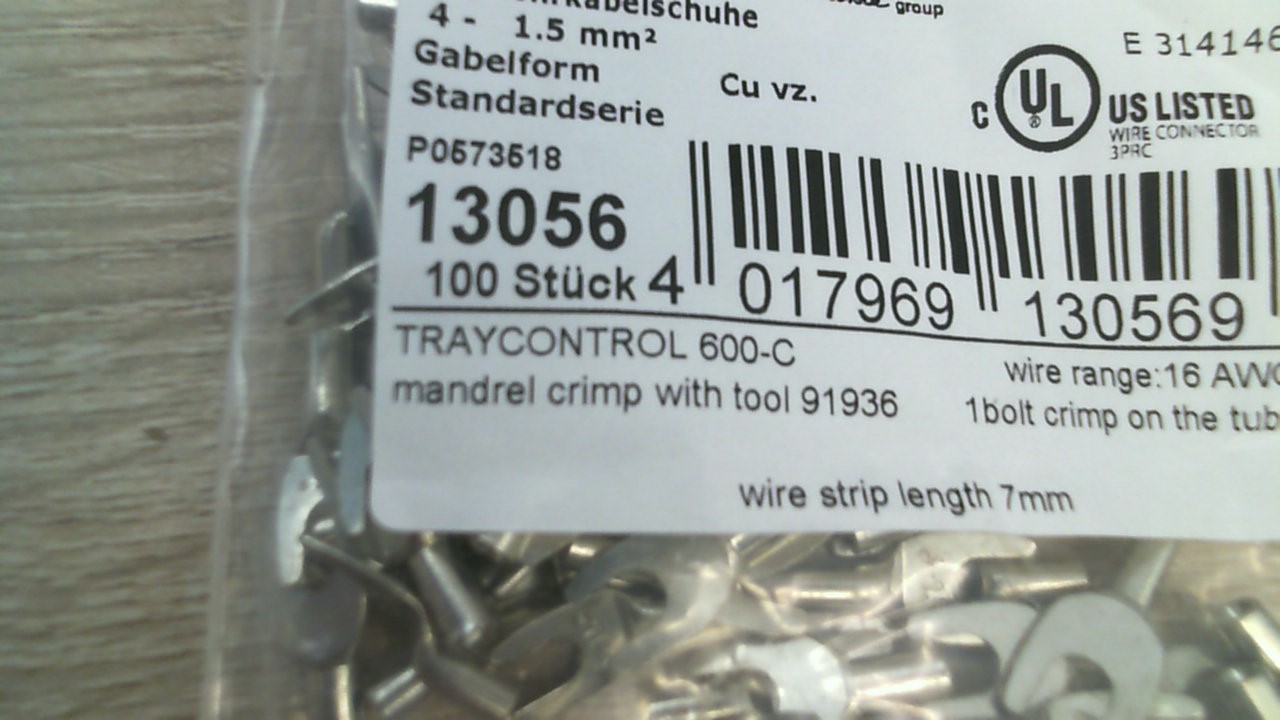 4 - 1.5 mm²
group
E 314146
Gabelform
Cu vz.
Standardserie
C UL ® US LISTED
WIRE CONNECTOR
3PRC
P0573518
13056
100 Stück
4 017969 130569
TRAYCONTROL 600-C
wire range:16
mandrel crimp with tool 91936
1bolt crimp on the
wire strip length 7mm